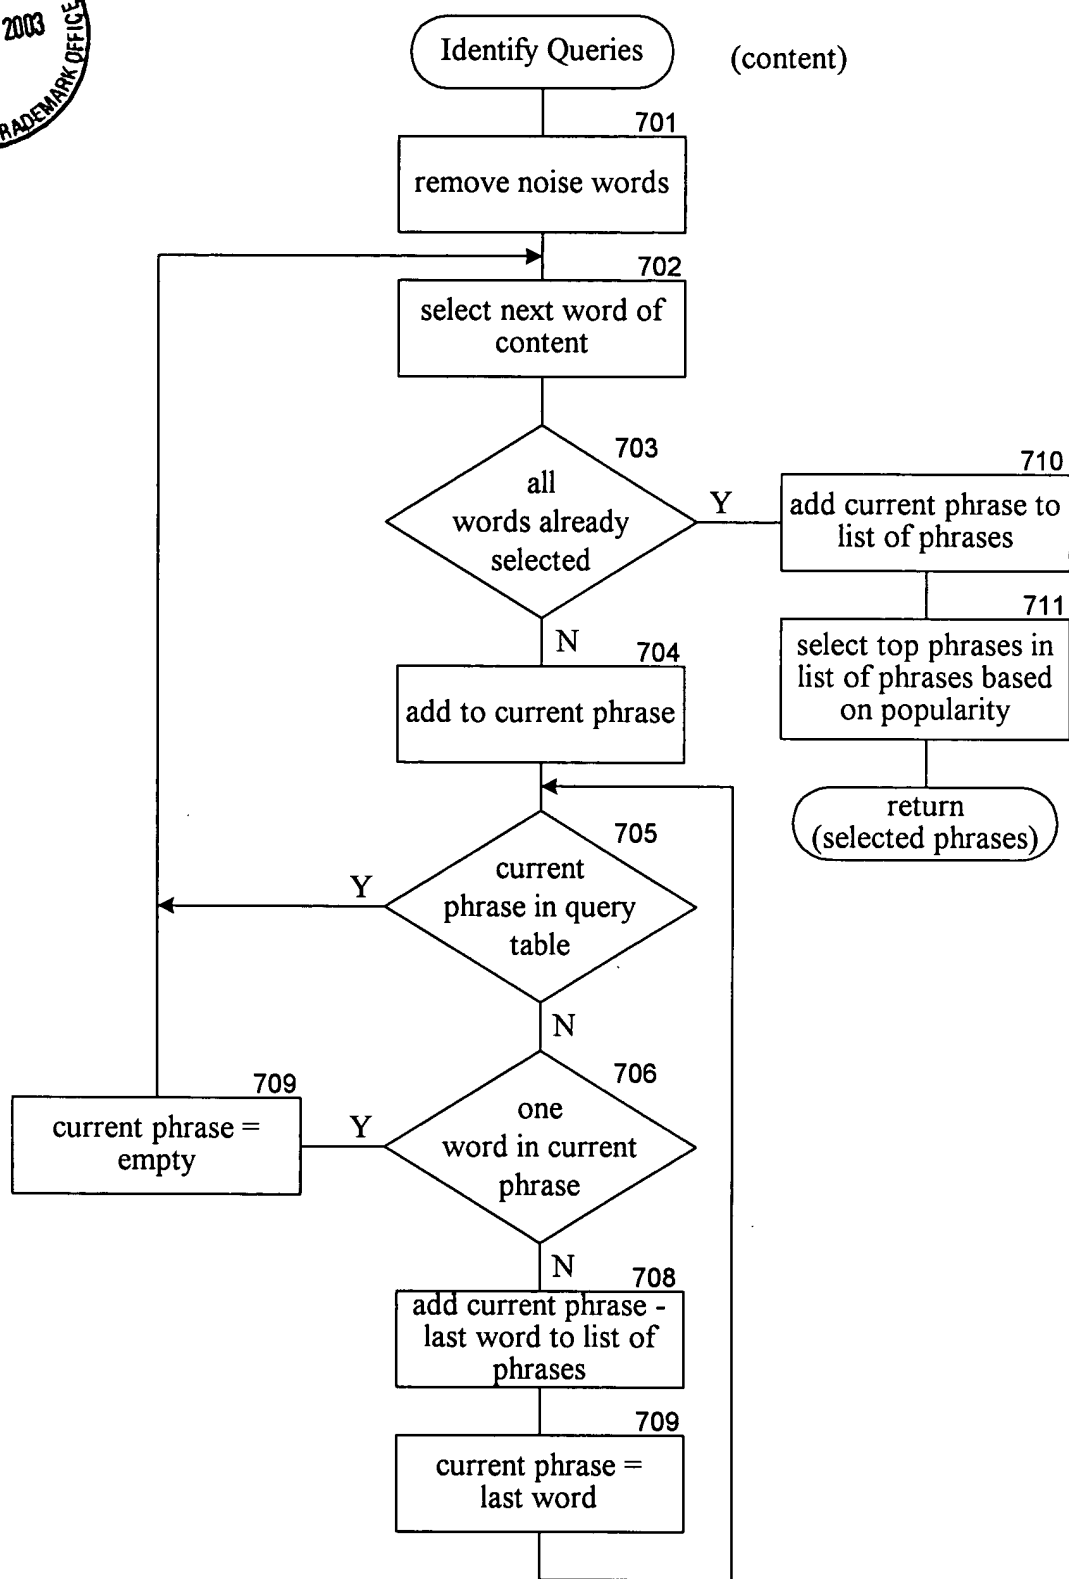 2003
RADEMARK OFFICE
Identify Queries
(content)
701
remove noise words
702
select next word of
content
703
all
words already
selected
Y
710
add current phrase to
list of phrases
N
711
select top phrases in
list of phrases based
on popularity
704
add to current phrase
return
(selected phrases)
705
current
phrase in query
table
Y
N
706
one
word in current
phrase
Y
709
current phrase =
empty
N
708
add current phrase -
last word to list of
phrases
709
current phrase =
last word